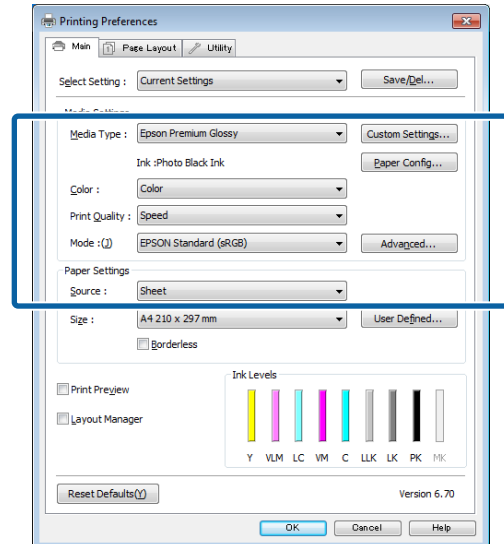 Printing Preferences
Main Page Layout Utility
Select Setting : Current Settings Save/Del...
Media Settings
Media Type : Epson Premium Glossy Custom Settings...
Ink :Photo Black Ink Paper Config...
Color : Color
Print Quality : Speed
Mode :(J) EPSON Standard (sRGB) Advanced...
Paper Settings
Source : Sheet
Size : A4 210 x 297 mm User Defined...
Borderless
Ink Levels
Print Preview
Layout Manager
Y VLM LC VM C LLK LK PK MK
Reset Defaults(Y) Version 6.70
OK Cancel Help